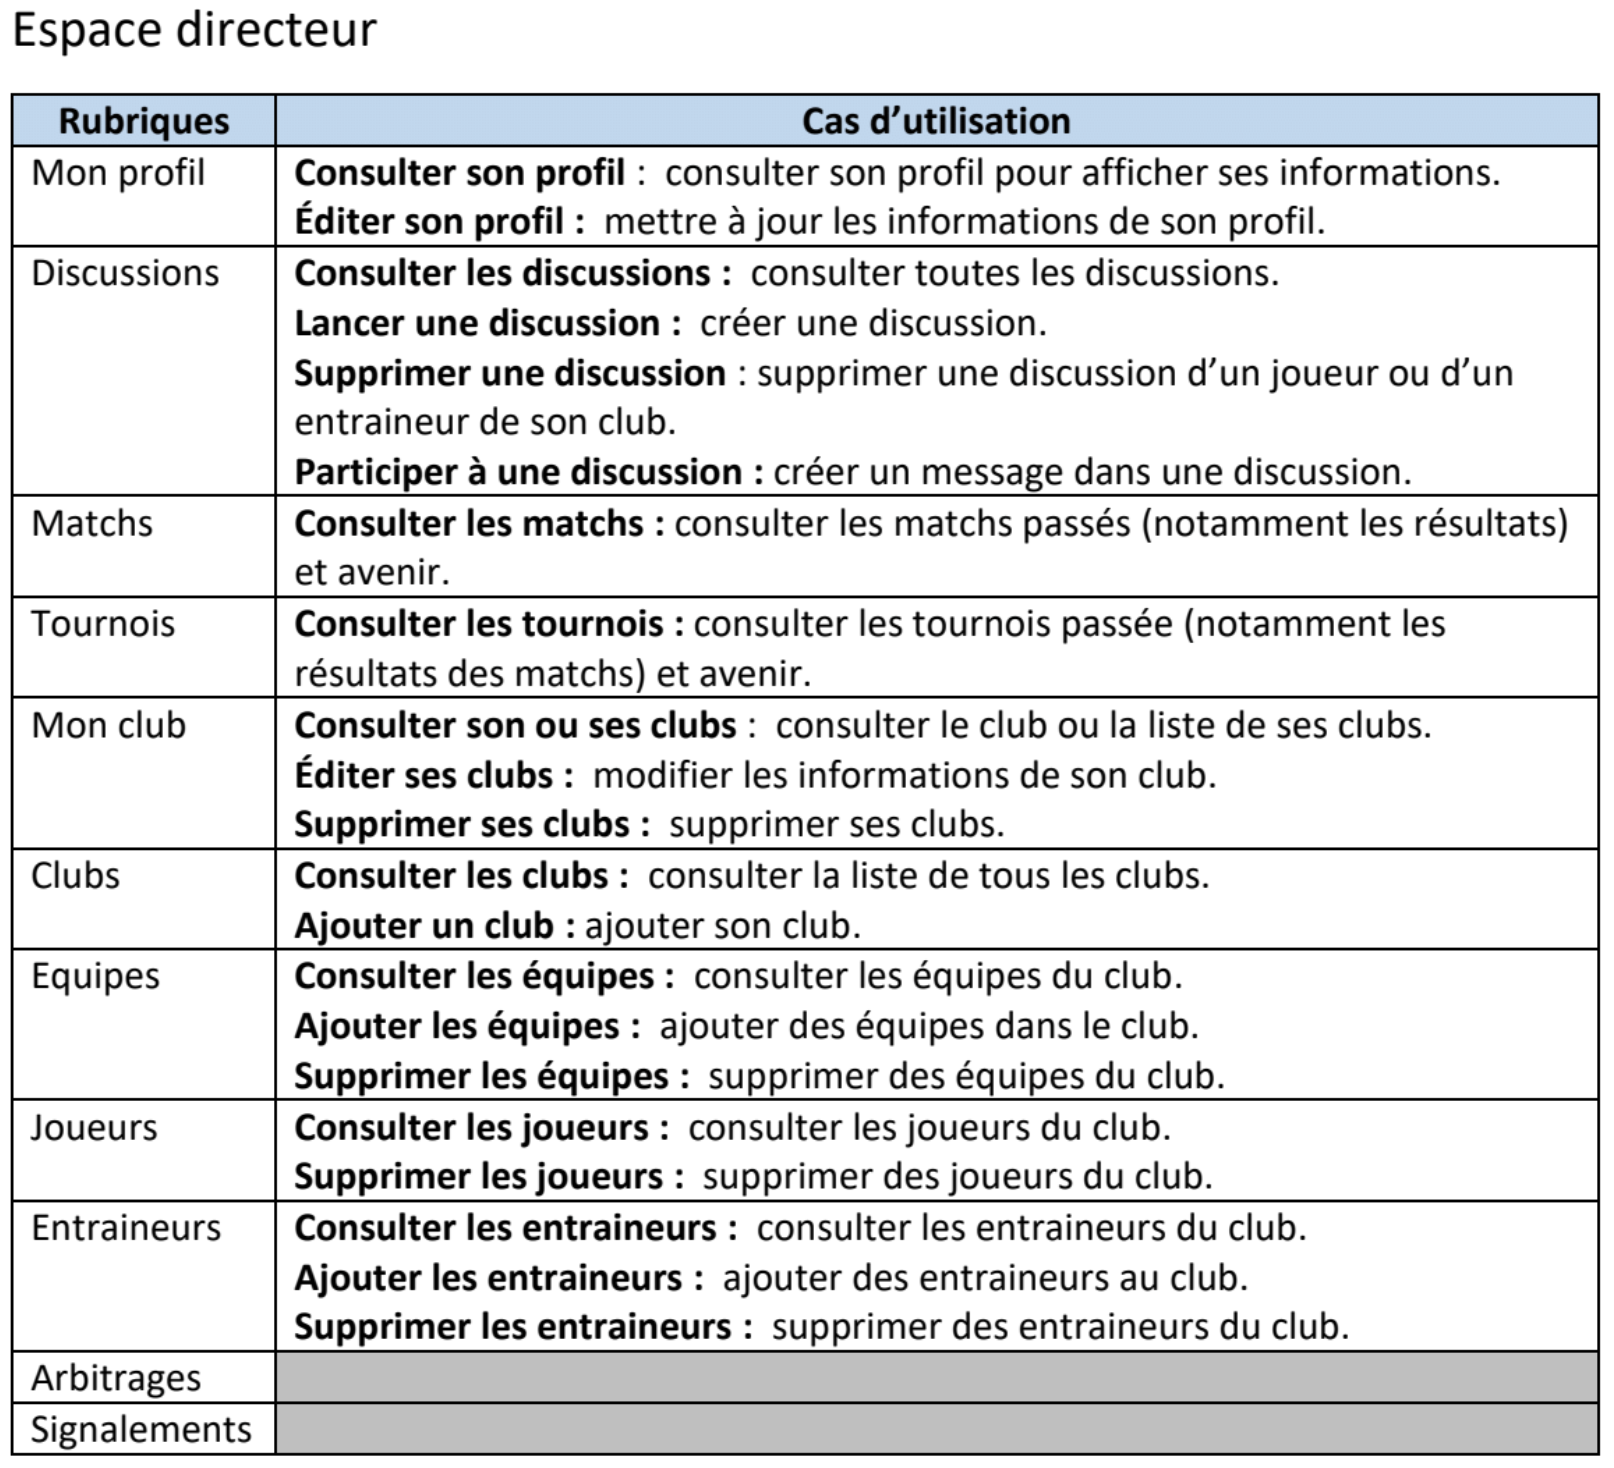 Espace directeur
Rubriques Cas d’utilisation
Mon profil Consulter son profil : consulter son profil pour afficher ses informations.
Éditer son profil : mettre à jour les informations de son profil.
Discussions Consulter les discussions : consulter toutes les discussions.
Lancer une discussion : créer une discussion.
Supprimer une discussion : supprimer une discussion d’un joueur ou d’un
entraineur de son club.
Participer à une discussion : créer un message dans une discussion.
Matchs Consulter les matchs : consulter les matchs passés (notamment les résultats)
et avenir.
Tournois Consulter les tournois : consulter les tournois passée (notamment les
résultats des matchs) et avenir.
Mon club Consulter son ou ses clubs : consulter le club ou la liste de ses clubs.
Éditer ses clubs : modifier les informations de son club.
Supprimer ses clubs : supprimer ses clubs.
Clubs Consulter les clubs : consulter la liste de tous les clubs.
Ajouter un club : ajouter son club.
Equipes Consulter les équipes : consulter les équipes du club.
Ajouter les équipes : ajouter des équipes dans le club.
Supprimer les équipes : supprimer des équipes du club.
Joueurs Consulter les joueurs : consulter les joueurs du club.
Supprimer les joueurs : supprimer des joueurs du club.
Entraineurs Consulter les entraineurs : consulter les entraineurs du club.
Ajouter les entraineurs : ajouter des entraineurs au club.
Supprimer les entraineurs : supprimer des entraineurs du club.
Arbitrages
Signalements